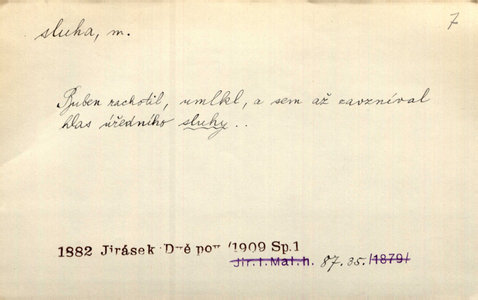 7
sluha, m.
Buben rachotil, umlkl, a sem až zavzníval
hlas úředního sluhy ..
1882 Jirásek Dvě pov /1909 Sp.1
Jir.I.Mal.h. 87.35. /1879/